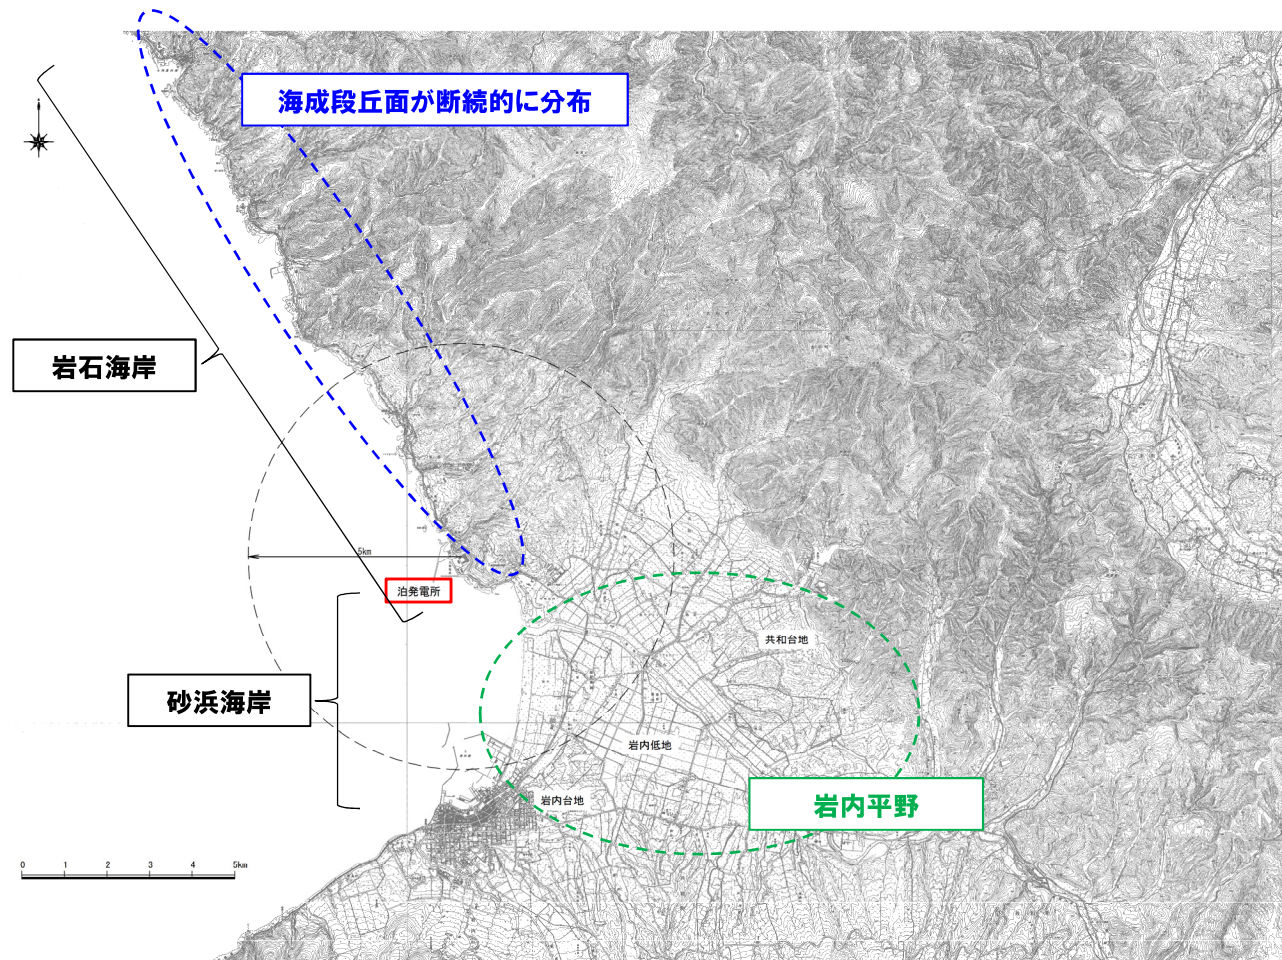 海成段丘面が断続的に分布
岩石海岸
5km
泊発電所
共和台地
砂浜海岸
岩内低地
岩内台地
岩内平野
0 1 2 3 4 5km